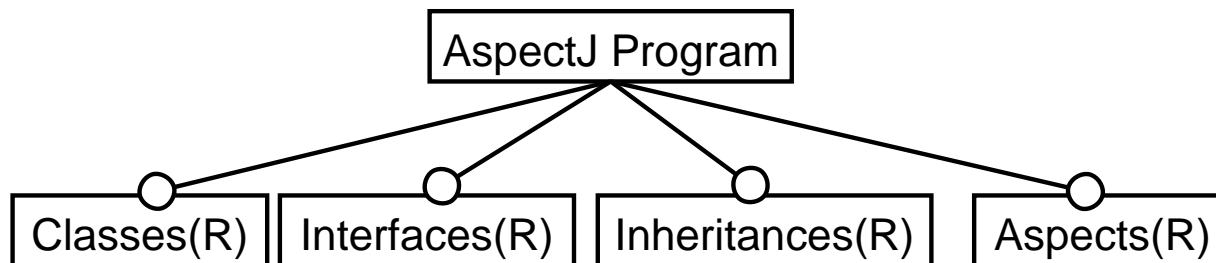 AspectJ Program
Classes(R) Interfaces(R) Inheritances(R) Aspects(R)